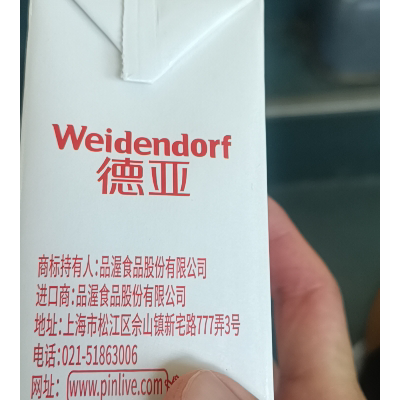 Weidendorf
德亚
商标持有人:品渥食品股份有限公司
进口商:品渥食品股份有限公司
地址:上海市松江区佘山镇新宅路777弄3号
电话:021-51863006
网址: www.pinlive.com